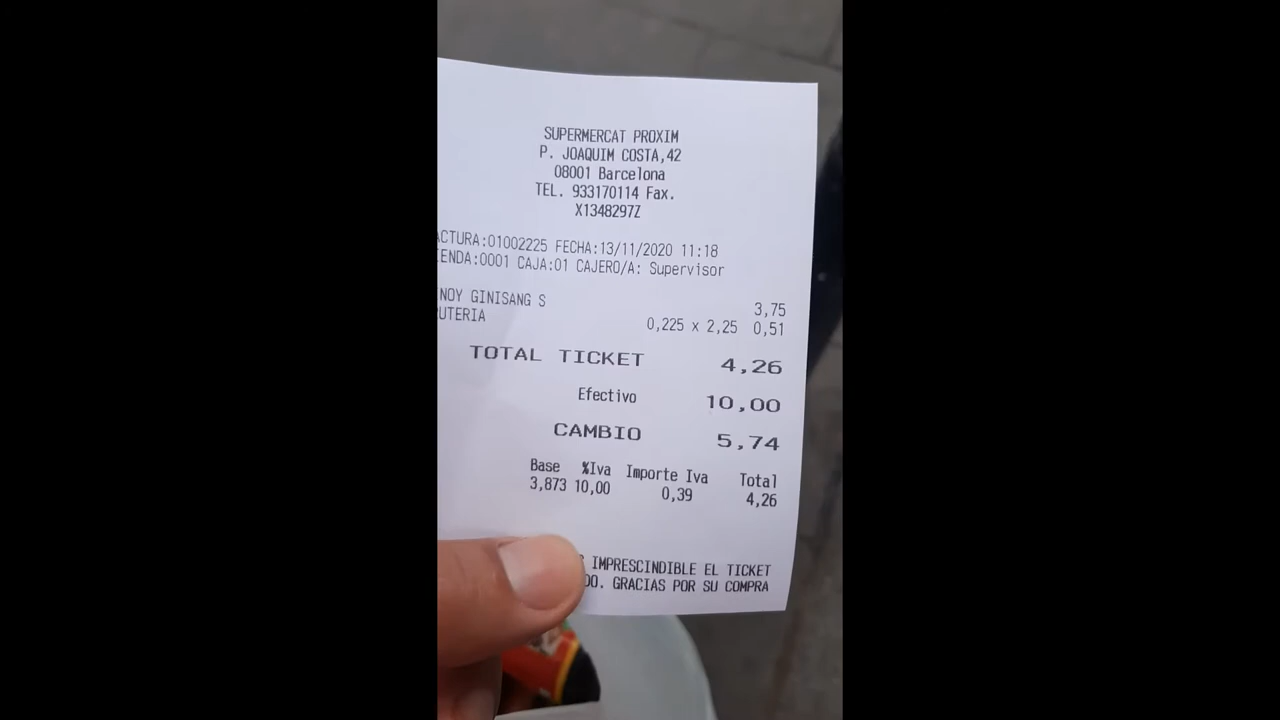 SUPERMERCAT PROXIM
P. JOAQUIM COSTA,42
08001 Barcelona
TEL. 933170114 Fax.
X1348297Z
ACTURA:01002225 FECHA:13/11/2020 11:18
ENDA:0001 CAJA:01 CAJERO/A: Supervisor
NOY GINISANG S 3,75
UTERIA 0,225 x 2,25 0,51
TOTAL TICKET 4,26
Efectivo 10,00
CAMBIO 5,74
Base %Iva Importe Iva Total
3,873 10,00 0,39 4,26
IMPRESCINDIBLE EL TICKET
DO. GRACIAS POR SU COMPRA